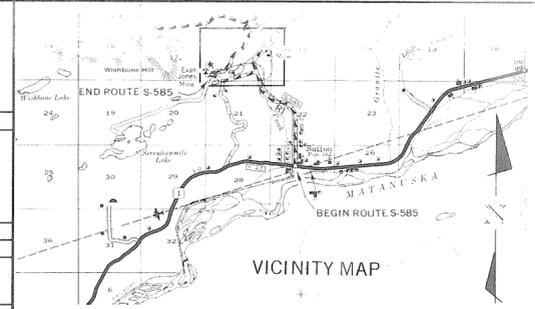 Wishbone Hill
Evan
Jones
Mine
END ROUTE S-585
Wishbone Lake
24
19
20
21
22
23
Granite
Seventeenmile
Lake
Sutton
25
30
29
28
26
1
MATANUSKA
BEGIN ROUTE S-585
36
31
32
VICINITY MAP
6